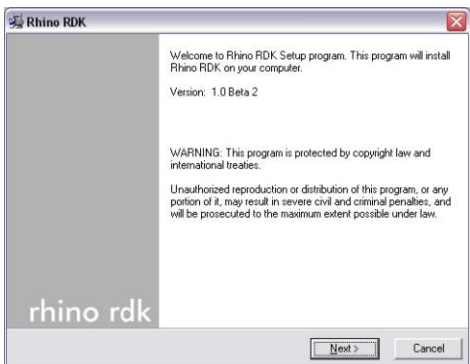 Rhino RDK
Welcome to Rhino RDK Setup program. This program will install
Rhino RDK on your computer.
Version: 1.0 Beta 2
WARNING: This program is protected by copyright law and
international treaties.
Unauthorized reproduction or distribution of this program, or any
portion of it, may result in severe civil and criminal penalties, and
will be prosecuted to the maximum extent possible under law.
rhino rdk
Next >
Cancel